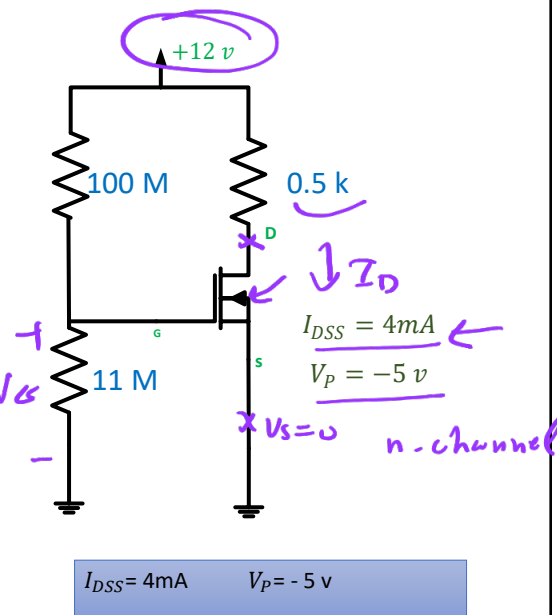 +12 v
100 M
0.5 k
D
I_D
G
I_DSS = 4mA
V_P = −5 v
S
+
11 M
V_G
−
V_S=0
n-channel
I_DSS= 4mA V_P= - 5 v